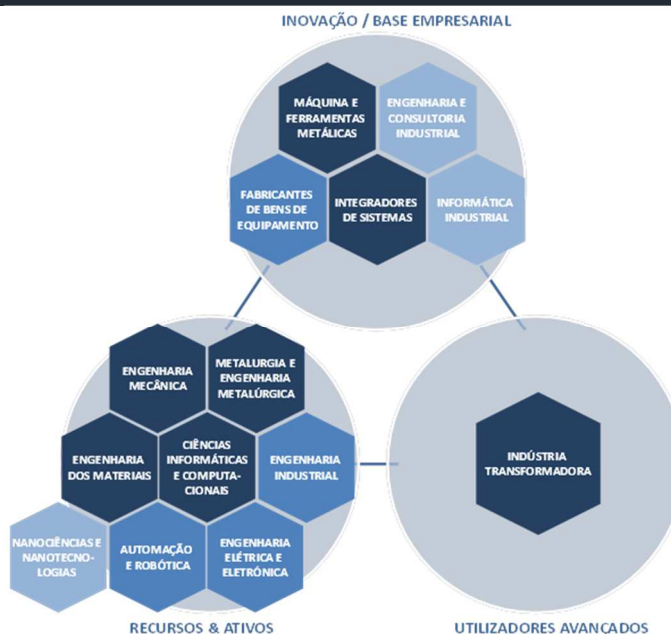 INOVAÇÃO / BASE EMPRESARIAL
MÁQUINA E
FERRAMENTAS
METÁLICAS
ENGENHARIA E
CONSULTORIA
INDUSTRIAL
FABRICANTES
DE BENS DE
EQUIPAMENTO
INTEGRADORES
DE SISTEMAS
INFORMÁTICA
INDUSTRIAL
ENGENHARIA
MECÂNICA
METALURGIA E
ENGENHARIA
METALÚRGICA
ENGENHARIA
DOS MATERIAIS
CIÊNCIAS
INFORMÁTICAS
E COMPUTA-
CIONAIS
ENGENHARIA
INDUSTRIAL
NANOCIÊNCIAS E
NANOTECNO-
LOGIAS
AUTOMAÇÃO
E ROBÓTICA
ENGENHARIA
ELÉTRICA E
ELETRÓNICA
RECURSOS & ATIVOS
INDÚSTRIA
TRANSFORMADORA
UTILIZADORES AVANÇADOS